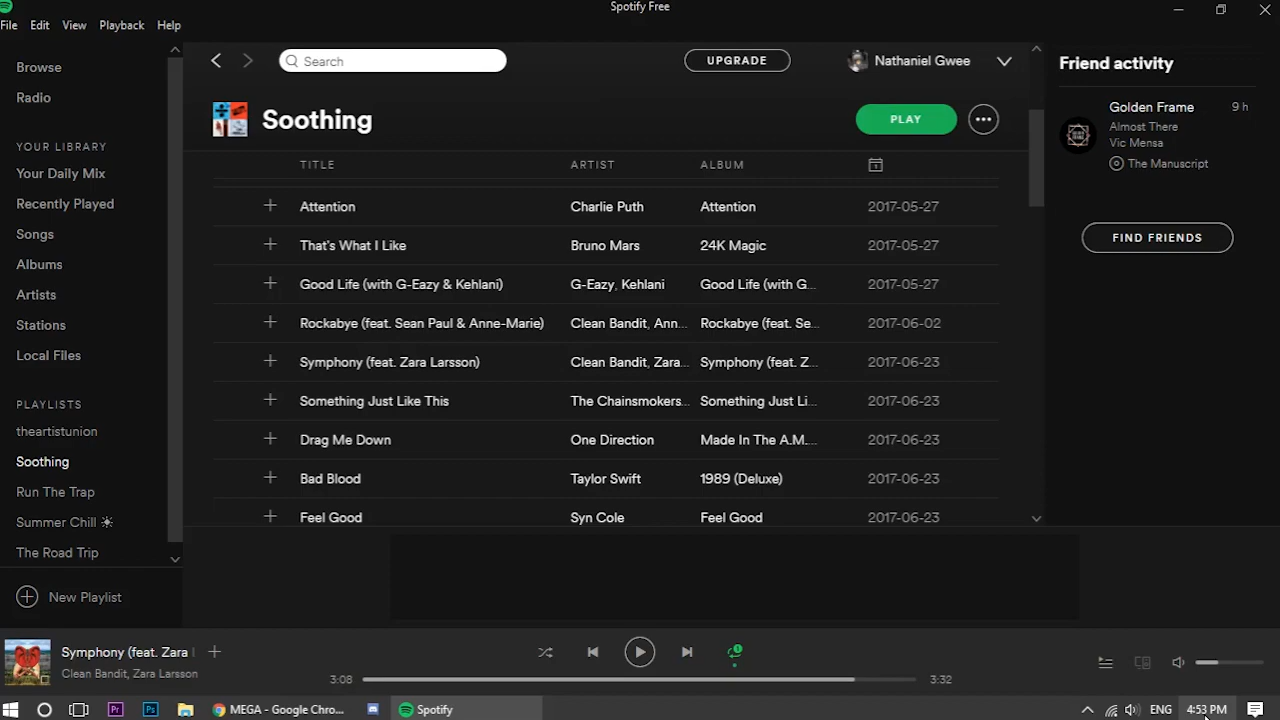 Spotify Free
File Edit View Playback Help
Browse
Radio
YOUR LIBRARY
Your Daily Mix
Recently Played
Songs
Albums
Artists
Stations
Local Files
PLAYLISTS
theartistunion
Soothing
Run The Trap
Summer Chill ☀
The Road Trip
New Playlist
Search
UPGRADE
Nathaniel Gwee
Soothing
PLAY
TITLE ARTIST ALBUM
Attention Charlie Puth Attention 2017-05-27
That's What I Like Bruno Mars 24K Magic 2017-05-27
Good Life (with G-Eazy & Kehlani) G-Eazy, Kehlani Good Life (with G... 2017-05-27
Rockabye (feat. Sean Paul & Anne-Marie) Clean Bandit, Ann... Rockabye (feat. Se... 2017-06-02
Symphony (feat. Zara Larsson) Clean Bandit, Zara... Symphony (feat. Z... 2017-06-23
Something Just Like This The Chainsmokers... Something Just Li... 2017-06-23
Drag Me Down One Direction Made In The A.M.... 2017-06-23
Bad Blood Taylor Swift 1989 (Deluxe) 2017-06-23
Feel Good Syn Cole Feel Good 2017-06-23
Friend activity
Golden Frame 9 h
Almost There
Vic Mensa
The Manuscript
FIND FRIENDS
Symphony (feat. Zara
Clean Bandit, Zara Larsson
1
3:08 3:32
Pr Ps MEGA - Google Chro... Spotify ENG 4:53 PM